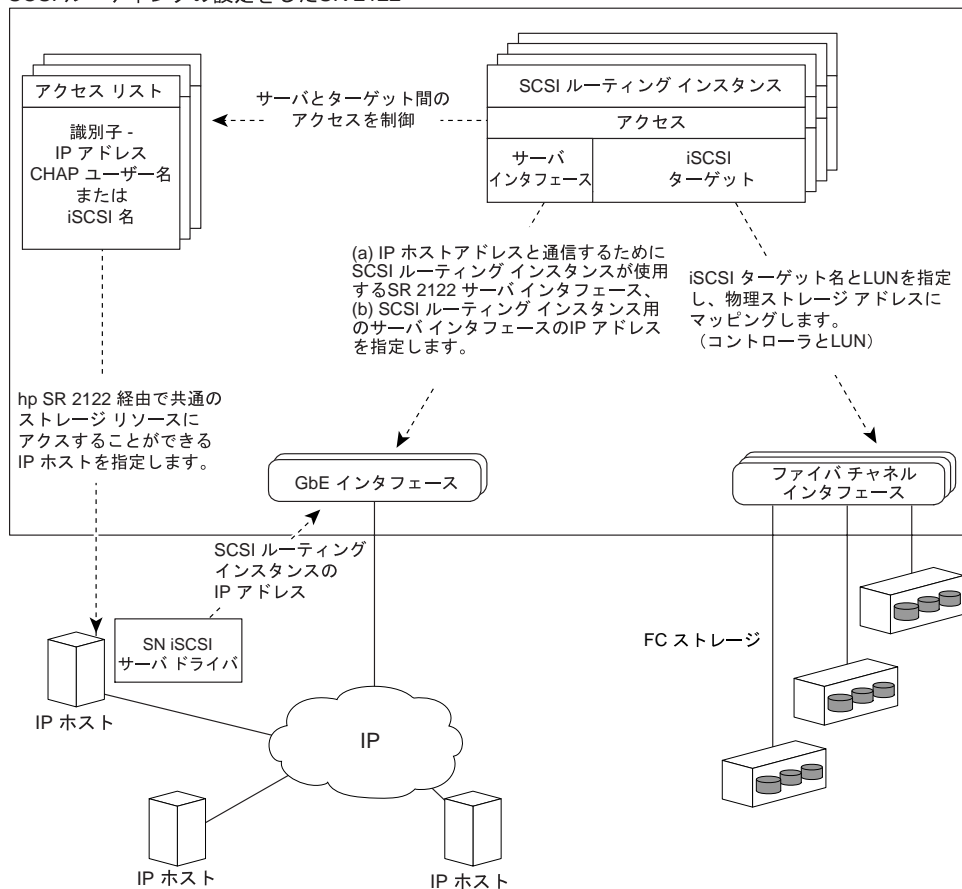 SCSI ルーティングの設定をしたSR 2122
アクセス リスト
識別子 -
IP アドレス
CHAP ユーザー名
または
iSCSI 名
サーバとターゲット間の
アクセスを制御
SCSI ルーティング インスタンス
アクセス
サーバ
インタフェース
iSCSI
ターゲット
(a) IP ホストアドレスと通信するために
SCSI ルーティング インスタンスが使用
するSR 2122 サーバ インタフェース、
(b) SCSI ルーティング インスタンス用
のサーバ インタフェースのIP アドレス
を指定します。
iSCSI ターゲット名とLUNを指定
し、物理ストレージ アドレスに
マッピングします。
（コントローラとLUN）
hp SR 2122 経由で共通の
ストレージ リソースに
アクスすることができる
IP ホストを指定します。
GbE インタフェース
ファイバ チャネル
インタフェース
SCSI ルーティング
インスタンスの
IP アドレス
SN iSCSI
サーバ ドライバ
FC ストレージ
IP ホスト
IP
IP ホスト
IP ホスト